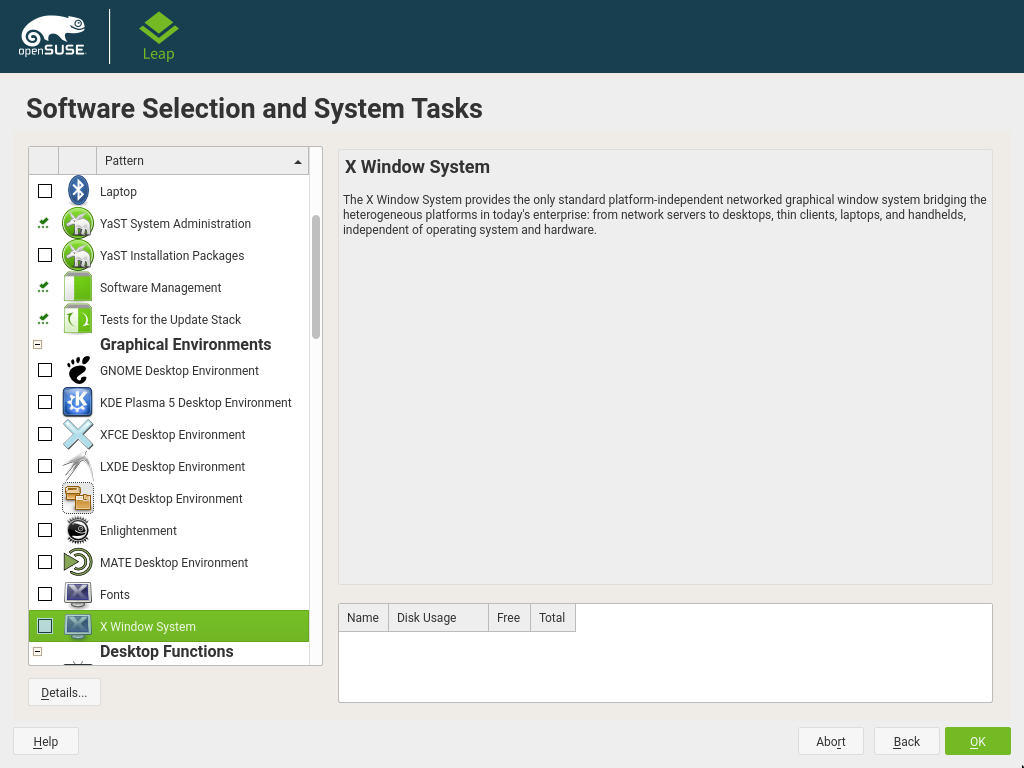 openSUSE
Leap
Software Selection and System Tasks
Pattern
Laptop
YaST System Administration
YaST Installation Packages
Software Management
Tests for the Update Stack
Graphical Environments
GNOME Desktop Environment
KDE Plasma 5 Desktop Environment
XFCE Desktop Environment
LXDE Desktop Environment
LXQt Desktop Environment
Enlightenment
MATE Desktop Environment
Fonts
X Window System
Desktop Functions
Details...
X Window System
The X Window System provides the only standard platform-independent networked graphical window system bridging the
heterogeneous platforms in today's enterprise: from network servers to desktops, thin clients, laptops, and handhelds,
independent of operating system and hardware.
Name Disk Usage Free Total
Help Abort Back OK